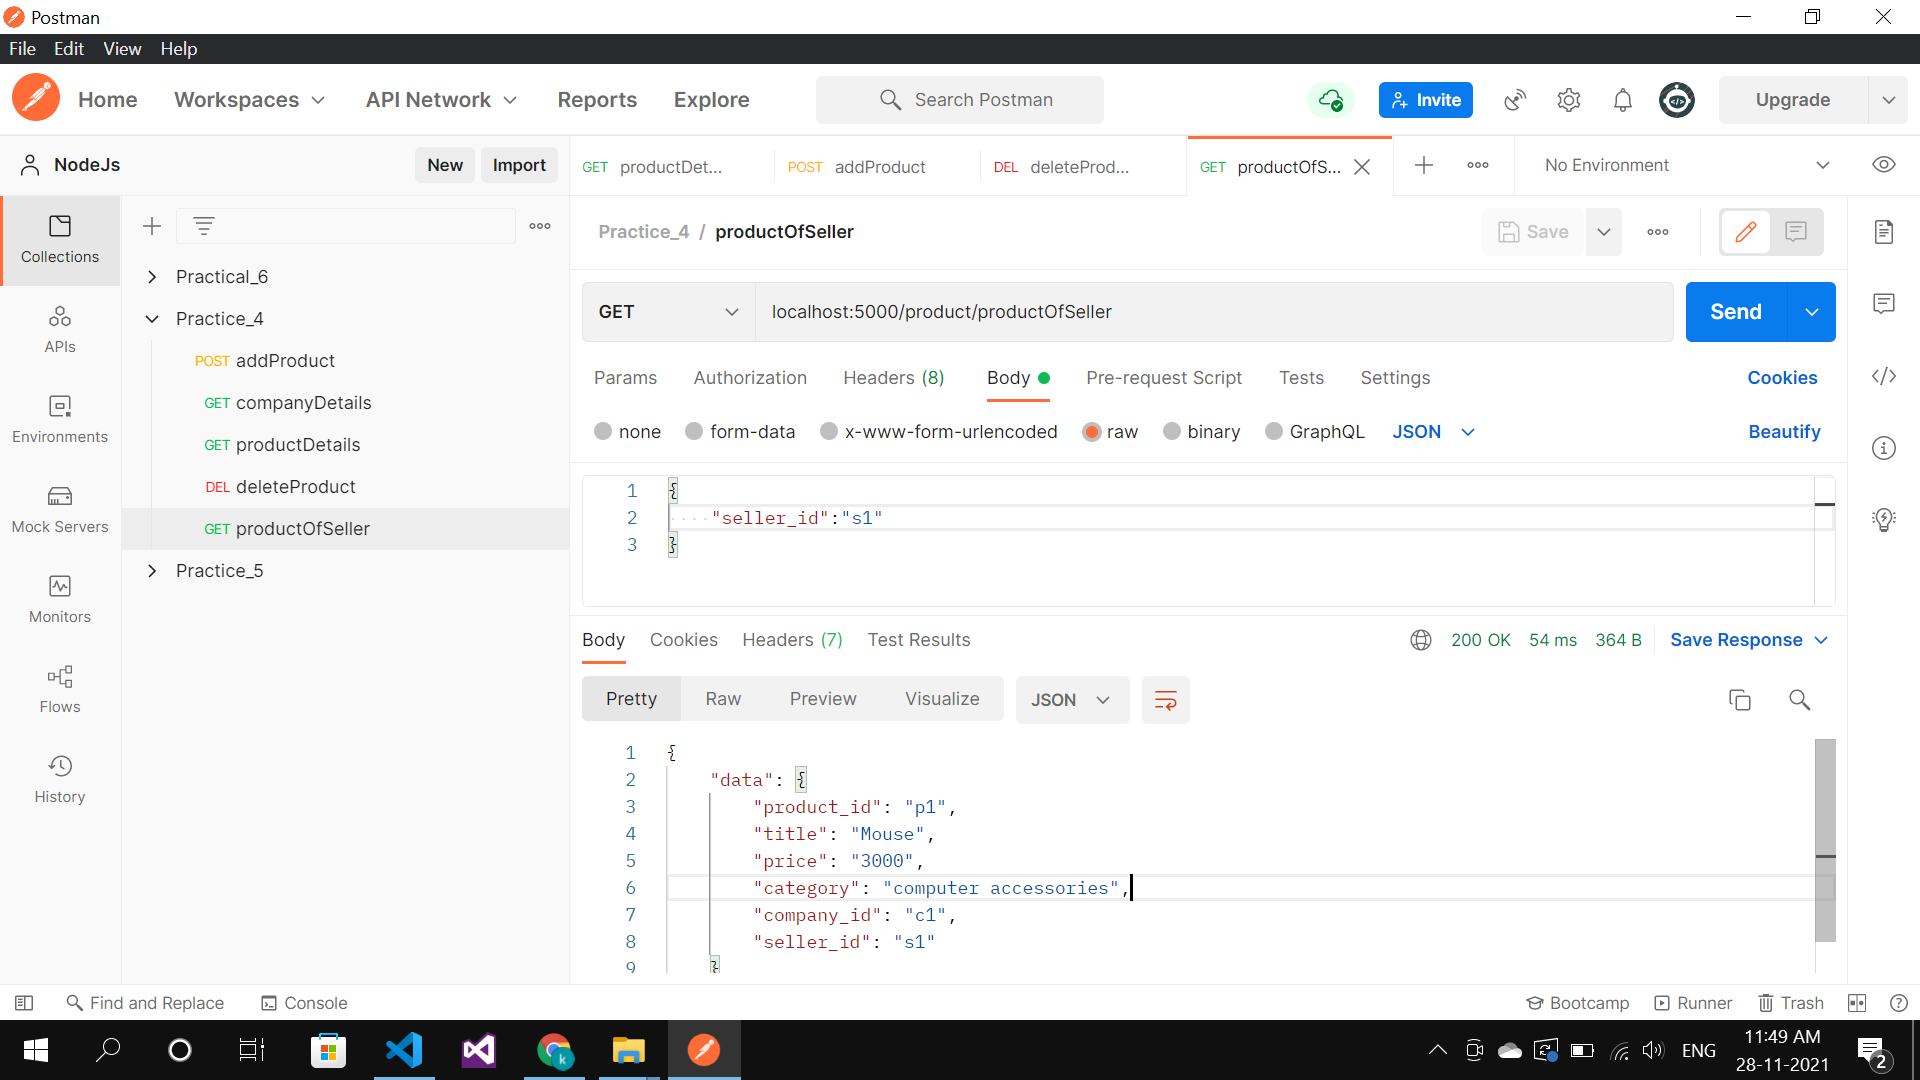 Postman
File Edit View Help
Home Workspaces API Network Reports Explore Search Postman Invite Upgrade
NodeJs New Import GET productDet... POST addProduct DEL deleteProd... GET productOfS... No Environment
Collections
APIs
Environments
Mock Servers
Monitors
Flows
History
Practical_6
Practice_4
POST addProduct
GET companyDetails
GET productDetails
DEL deleteProduct
GET productOfSeller
Practice_5
Practice_4 / productOfSeller Save
GET localhost:5000/product/productOfSeller Send
Params Authorization Headers (8) Body Pre-request Script Tests Settings Cookies
none form-data x-www-form-urlencoded raw binary GraphQL JSON Beautify
1 {
2 ····"seller_id":"s1"
3 }
Body Cookies Headers (7) Test Results 200 OK 54 ms 364 B Save Response
Pretty Raw Preview Visualize JSON
1 {
2 "data": {
3 "product_id": "p1",
4 "title": "Mouse",
5 "price": "3000",
6 "category": "computer accessories",
7 "company_id": "c1",
8 "seller_id": "s1"
9 }
Find and Replace Console Bootcamp Runner Trash
k
ENG
11:49 AM
28-11-2021
2